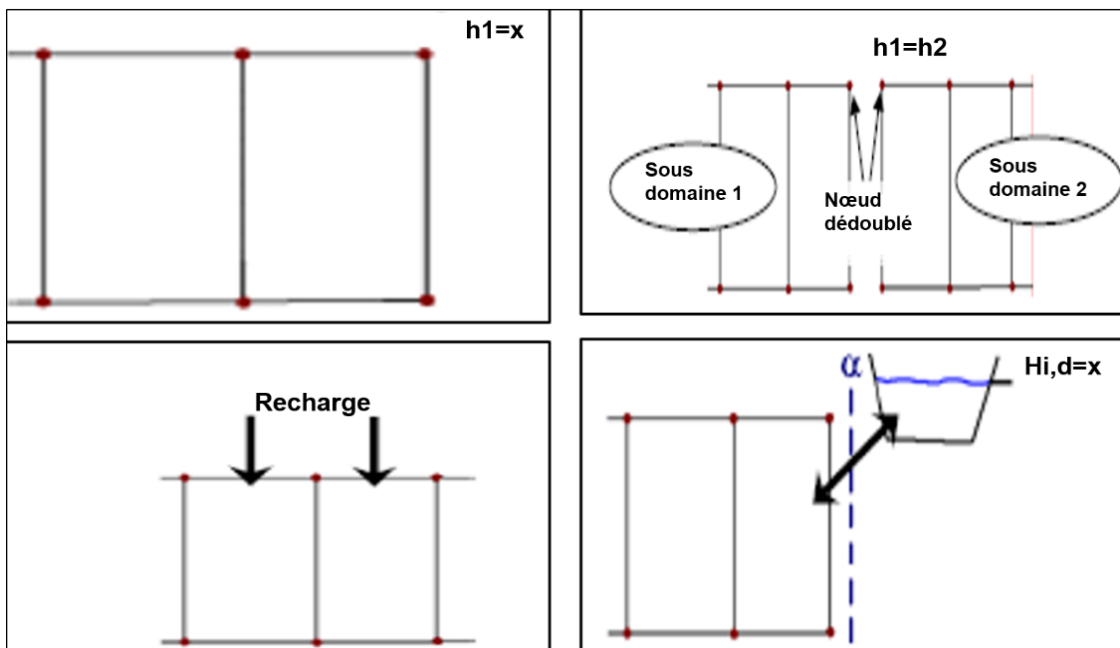 h1=x
h1=h2
Sous
domaine 1
Nœud
dédoublé
Sous
domaine 2
Recharge
α
Hi,d=x